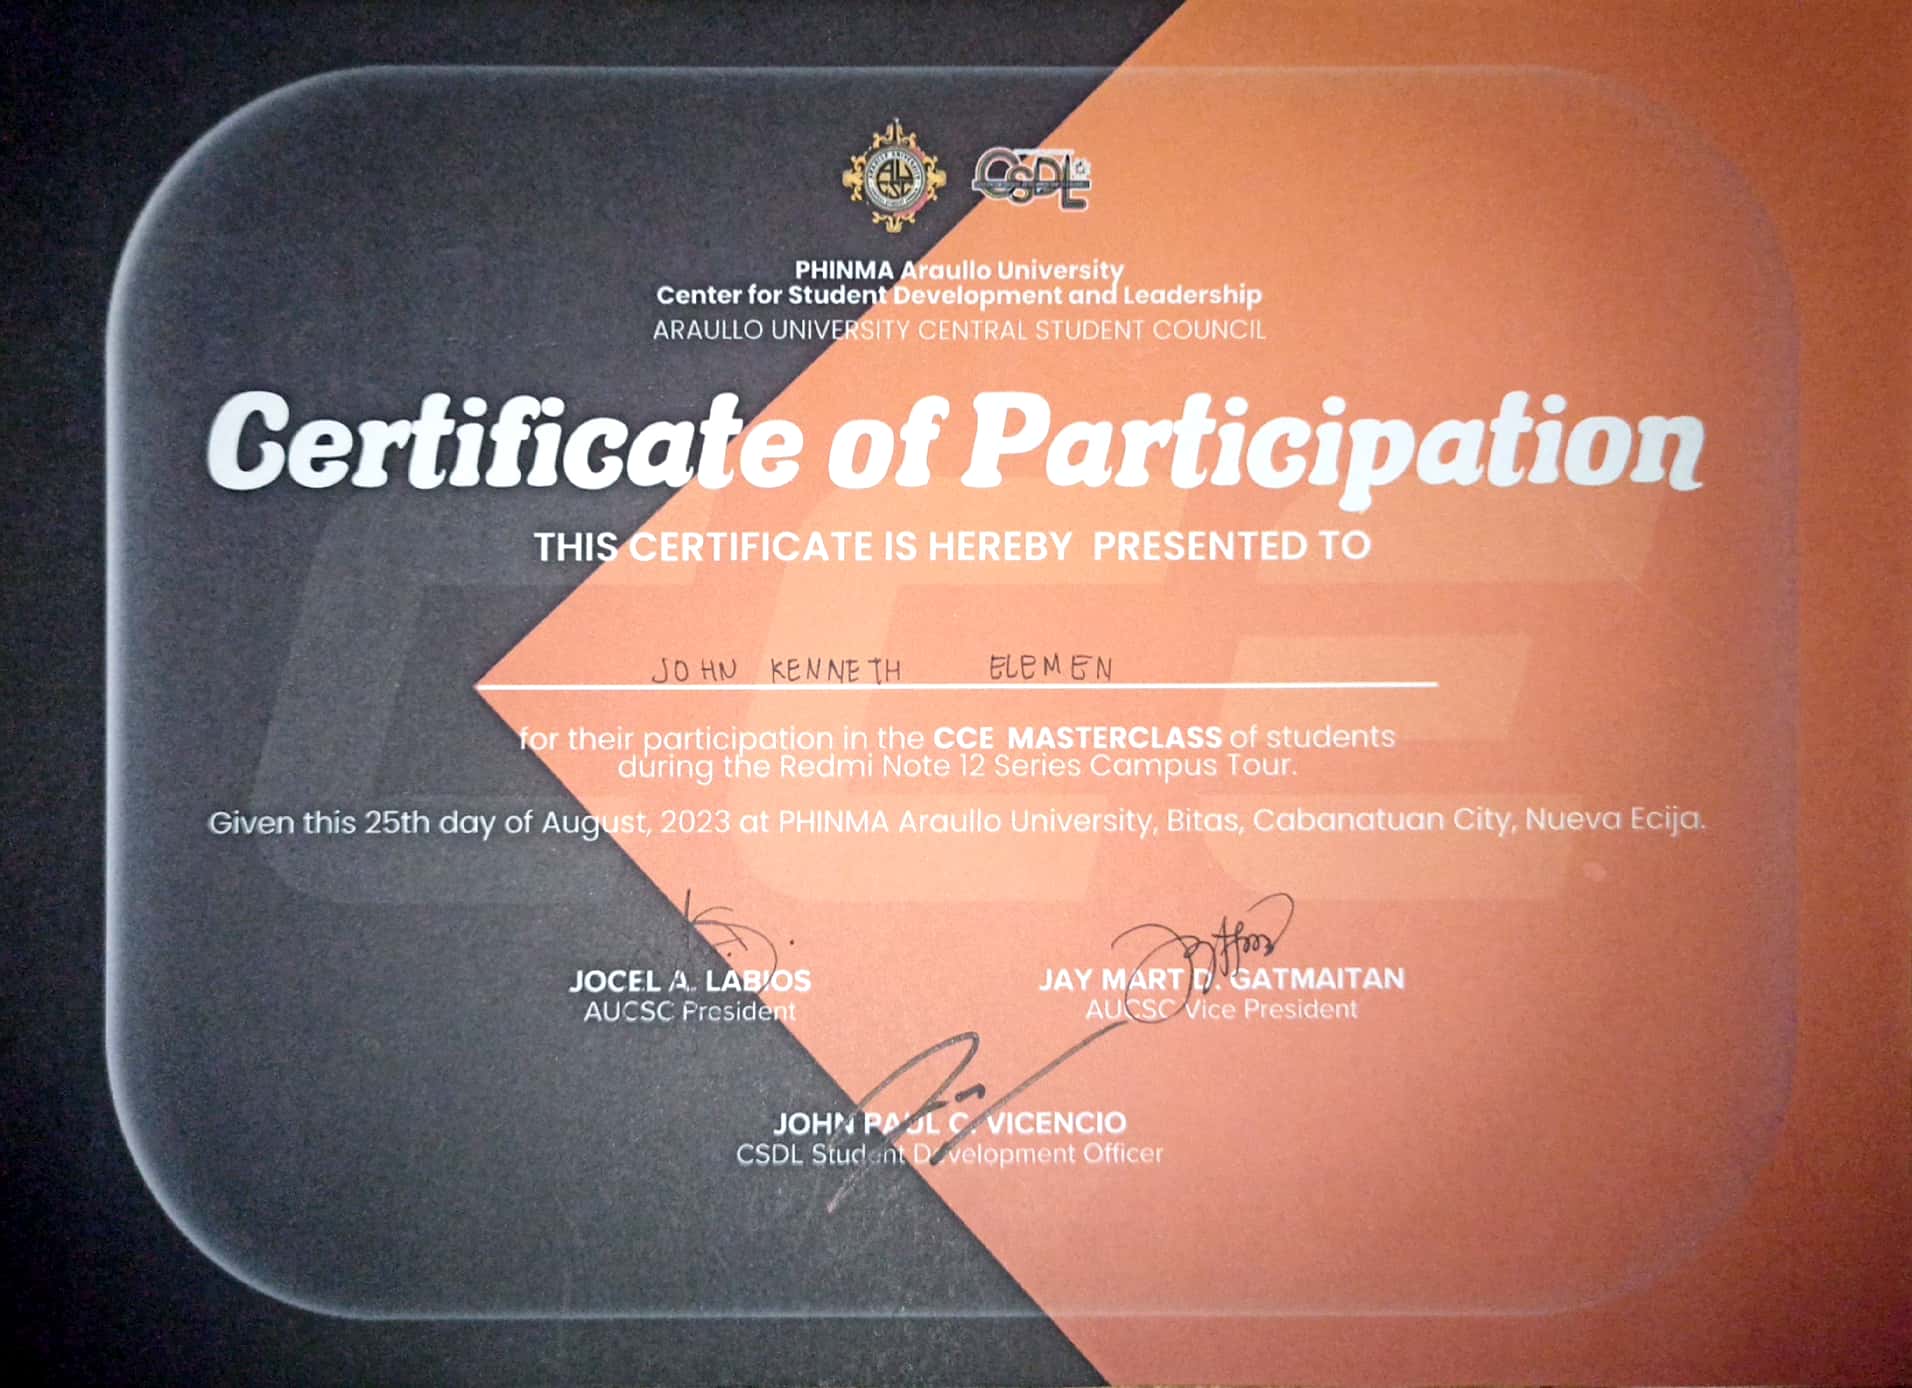 CSDL
PHINMA Araullo University
Center for Student Development and Leadership
ARAULLO UNIVERSITY CENTRAL STUDENT COUNCIL
Certificate of Participation
THIS CERTIFICATE IS HEREBY PRESENTED TO
JOHN KENNETH ELEMEN
for their participation in the CCE MASTERCLASS of students
during the Redmi Note 12 Series Campus Tour.
Given this 25th day of August, 2023 at PHINMA Araullo University, Bitas, Cabanatuan City, Nueva Ecija.
JOCEL A. LABIOS
AUCSC President
JAY MART D. GATMAITAN
AUCSC Vice President
JOHN PAUL C. VICENCIO
CSDL Student Development Officer